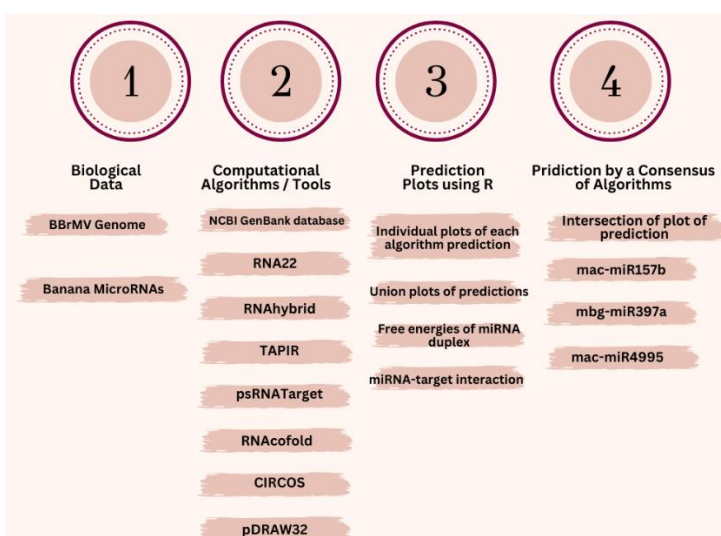 1
Biological
Data
BBrMV Genome
Banana MicroRNAs
2
Computational
Algorithms / Tools
NCBI GenBank database
RNA22
RNAhybrid
TAPIR
psRNATarget
RNAcofold
CIRCOS
pDRAW32
3
Prediction
Plots using R
Individual plots of each
algorithm prediction
Union plots of predictions
Free energies of miRNA
duplex
miRNA-target interaction
4
Pridiction by a Consensus
of Algorithms
Intersection of plot of
prediction
mac-miR157b
mbg-miR397a
mac-miR4995